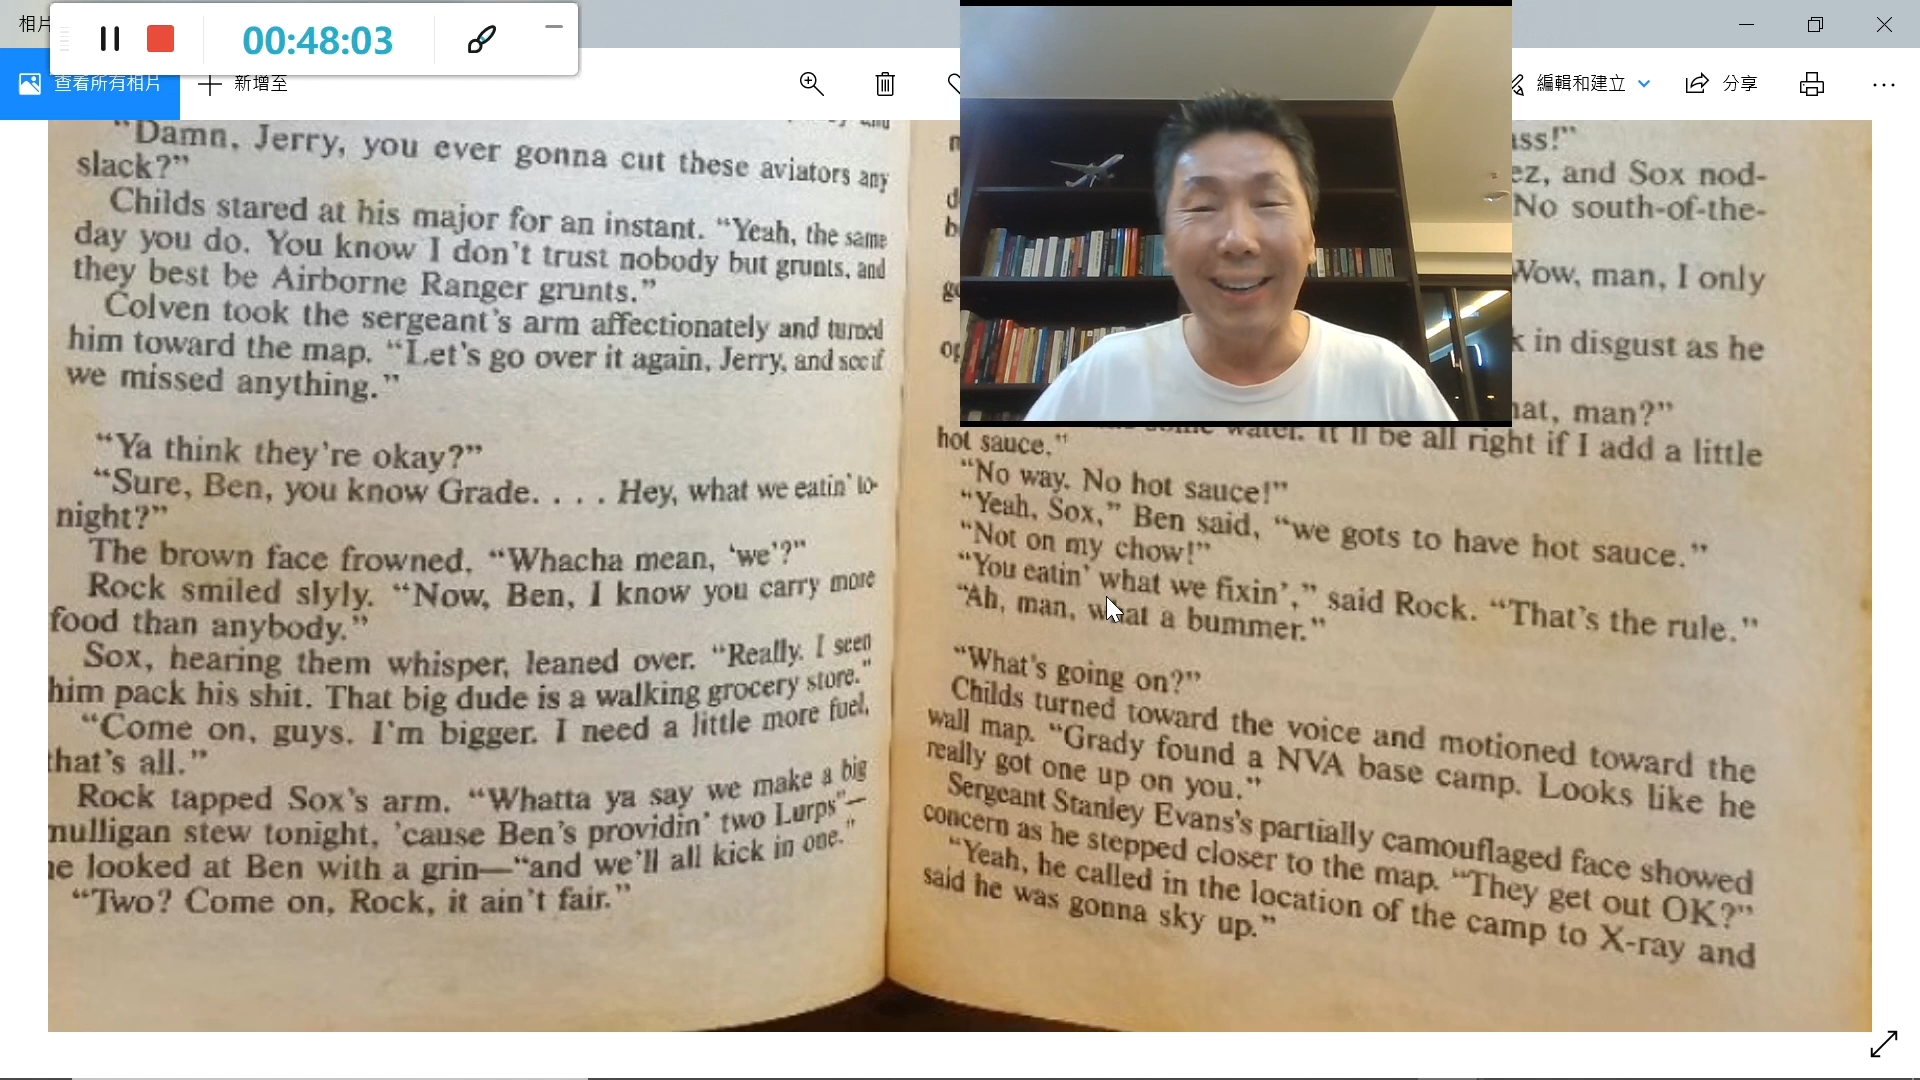 相片
00:48:03
查看所有相片
新增至
編輯和建立
分享
"Damn, Jerry, you ever gonna cut these aviators any
slack?"
Childs stared at his major for an instant. "Yeah, the same
day you do. You know I don't trust nobody but grunts, and
they best be Airborne Ranger grunts."
Colven took the sergeant's arm affectionately and turned
him toward the map. "Let's go over it again, Jerry, and see if
we missed anything."
"Ya think they're okay?"
"Sure, Ben, you know Grade. . . . Hey, what we eatin' to-
night?"
The brown face frowned. "Whacha mean, 'we'?"
Rock smiled slyly. "Now, Ben, I know you carry more
food than anybody."
Sox, hearing them whisper, leaned over. "Really. I seen
him pack his shit. That big dude is a walking grocery store."
"Come on, guys. I'm bigger. I need a little more fuel,
that's all."
Rock tapped Sox's arm. "Whatta ya say we make a big
mulligan stew tonight, 'cause Ben's providin' two Lurps"—
he looked at Ben with a grin—"and we'll all kick in one."
"Two? Come on, Rock, it ain't fair."
ass!"
ez, and Sox nod-
"No south-of-the-
"Wow, man, I only
k in disgust as he
hat, man?"
some water. It'll be all right if I add a little
hot sauce."
"No way. No hot sauce!"
"Yeah, Sox," Ben said, "we gots to have hot sauce."
"Not on my chow!"
"You eatin' what we fixin'," said Rock. "That's the rule."
"Ah, man, what a bummer."
"What's going on?"
Childs turned toward the voice and motioned toward the
wall map. "Grady found a NVA base camp. Looks like he
really got one up on you."
Sergeant Stanley Evans's partially camouflaged face showed
concern as he stepped closer to the map. "They get out OK?"
"Yeah, he called in the location of the camp to X-ray and
said he was gonna sky up."